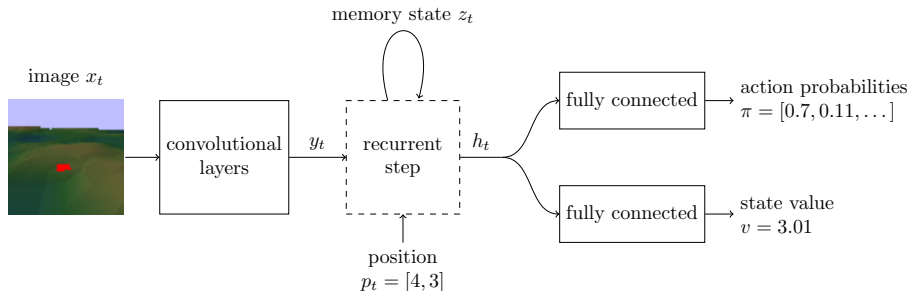 memory state z_t
image x_t
convolutional
layers
y_t
recurrent
step
h_t
fully connected
action probabilities
π = [0.7, 0.11, . . . ]
fully connected
state value
v = 3.01
position
p_t = [4, 3]